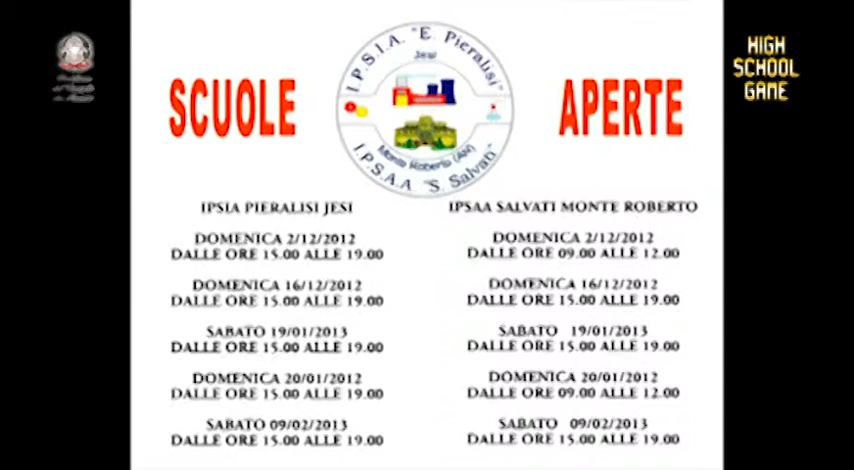 HIGH
SCHOOL
GAME
SCUOLE
I.P.S.I.A. "E. Pieralisi"
Jesi
Monte Roberto (AN)
I.P.S.A.A. "S. Salvati"
APERTE
IPSIA PIERALISI JESI
DOMENICA 2/12/2012
DALLE ORE 15.00 ALLE 19.00
DOMENICA 16/12/2012
DALLE ORE 15.00 ALLE 19.00
SABATO 19/01/2013
DALLE ORE 15.00 ALLE 19.00
DOMENICA 20/01/2012
DALLE ORE 15.00 ALLE 19.00
SABATO 09/02/2013
DALLE ORE 15.00 ALLE 19.00
IPSAA SALVATI MONTE ROBERTO
DOMENICA 2/12/2012
DALLE ORE 09.00 ALLE 12.00
DOMENICA 16/12/2012
DALLE ORE 15.00 ALLE 19.00
SABATO 19/01/2013
DALLE ORE 15.00 ALLE 19.00
DOMENICA 20/01/2012
DALLE ORE 09.00 ALLE 12.00
SABATO 09/02/2013
DALLE ORE 15.00 ALLE 19.00